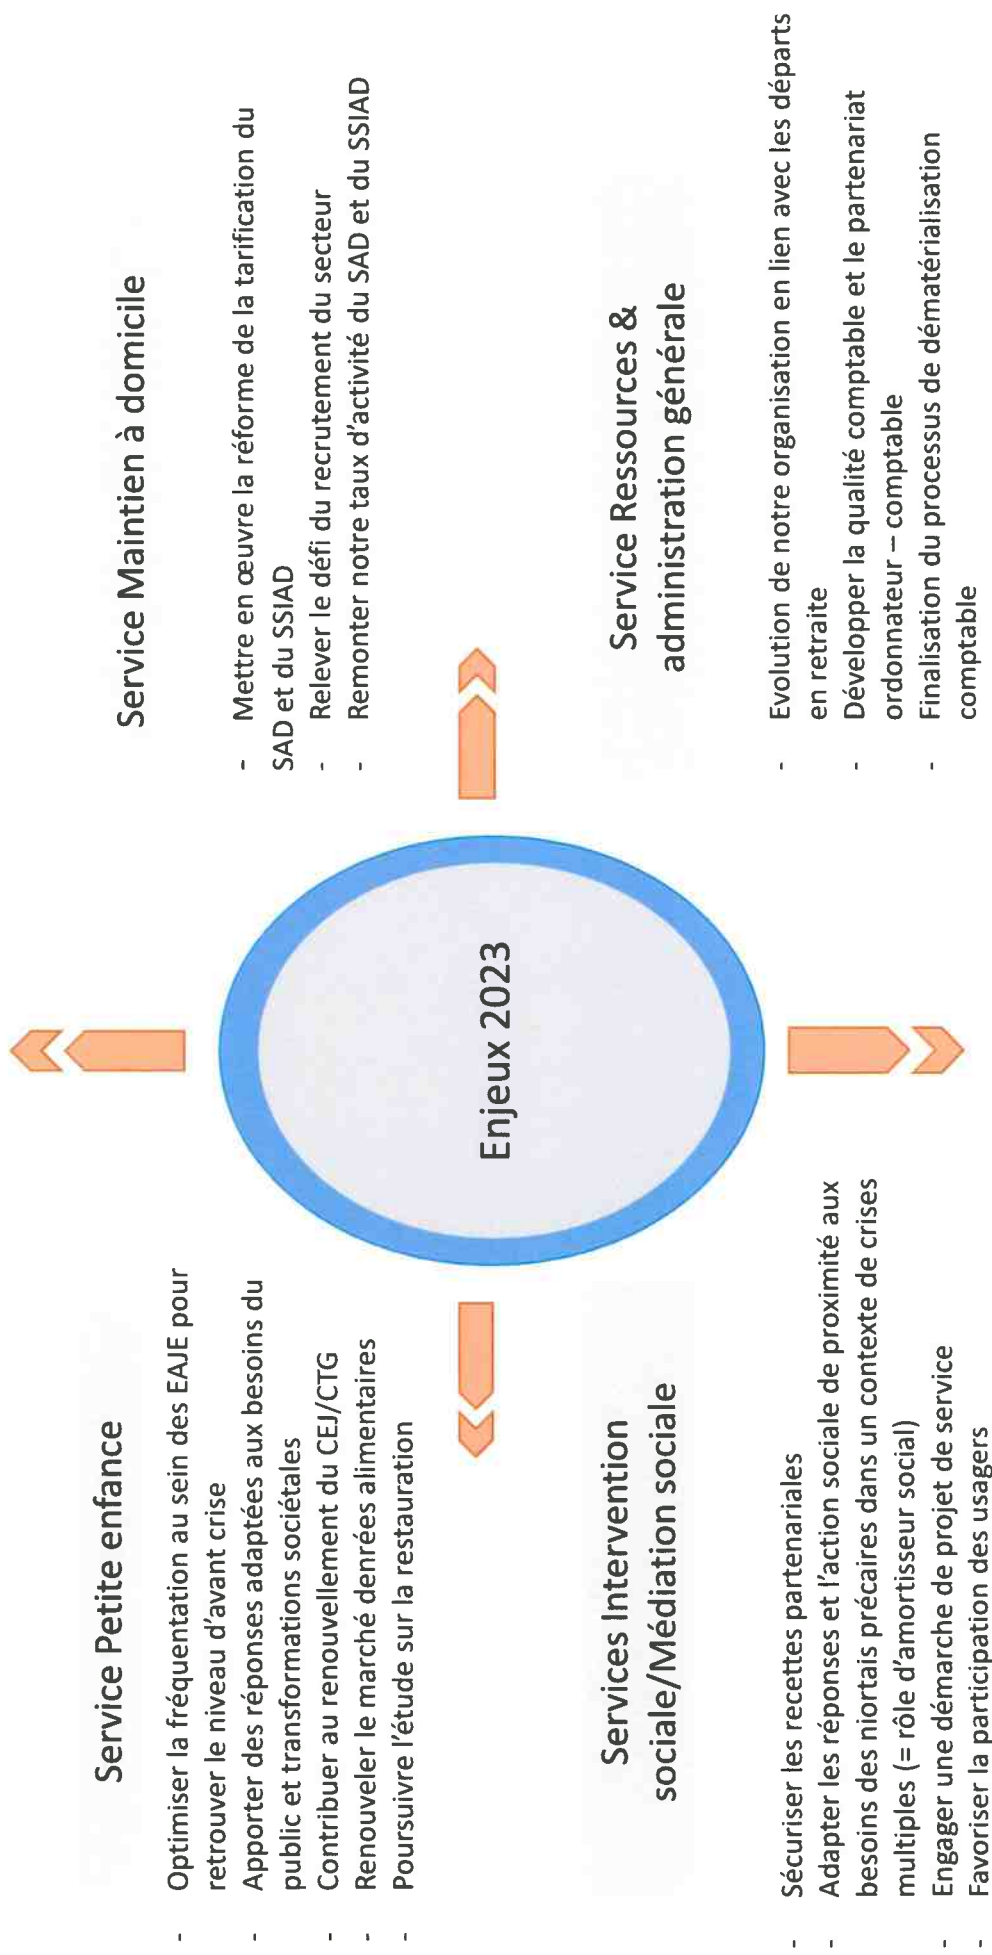 Service Petite enfance
- Optimiser la fréquentation au sein des EAJE pour
retrouver le niveau d'avant crise
- Apporter des réponses adaptées aux besoins du
public et transformations sociétales
- Contribuer au renouvellement du CEJ/CTG
- Renouveler le marché denrées alimentaires
- Poursuivre l'étude sur la restauration
Service Maintien à domicile
- Mettre en œuvre la réforme de la tarification du
SAD et du SSIAD
- Relever le défi du recrutement du secteur
- Remonter notre taux d'activité du SAD et du SSIAD
Enjeux 2023
Services Intervention
sociale/Médiation sociale
- Sécuriser les recettes partenariales
- Adapter les réponses et l'action sociale de proximité aux
besoins des niortais précaires dans un contexte de crises
multiples (= rôle d'amortisseur social)
- Engager une démarche de projet de service
- Favoriser la participation des usagers
Service Ressources &
administration générale
- Evolution de notre organisation en lien avec les départs
en retraite
- Développer la qualité comptable et le partenariat
ordonnateur – comptable
- Finalisation du processus de dématérialisation
comptable